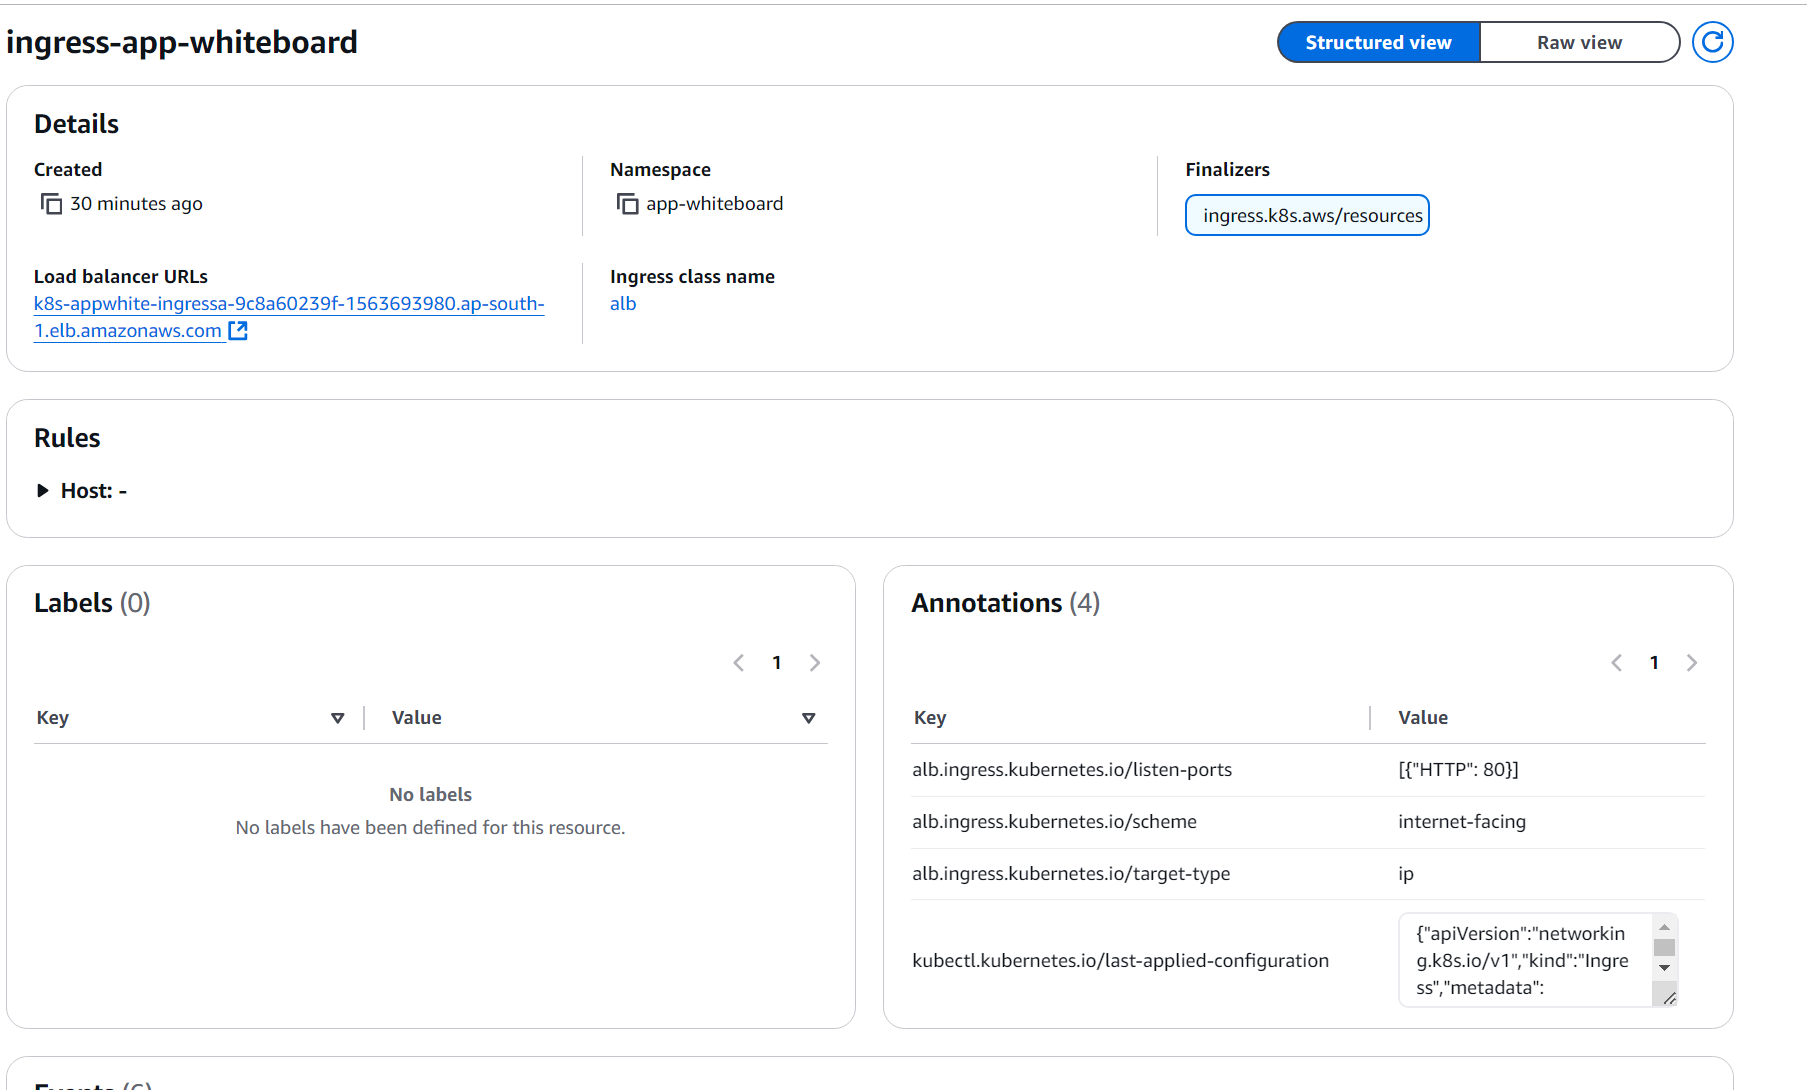 ingress-app-whiteboard
Structured view
Raw view
Details
Created
30 minutes ago
Namespace
app-whiteboard
Finalizers
ingress.k8s.aws/resources
Load balancer URLs
k8s-appwhite-ingressa-9c8a60239f-1563693980.ap-south-
1.elb.amazonaws.com
Ingress class name
alb
Rules
Host: -
Labels (0)
1
Key
Value
No labels
No labels have been defined for this resource.
Annotations (4)
1
Key
Value
alb.ingress.kubernetes.io/listen-ports
[{"HTTP": 80}]
alb.ingress.kubernetes.io/scheme
internet-facing
alb.ingress.kubernetes.io/target-type
ip
kubectl.kubernetes.io/last-applied-configuration
{"apiVersion":"networkin
g.k8s.io/v1","kind":"Ingre
ss","metadata":